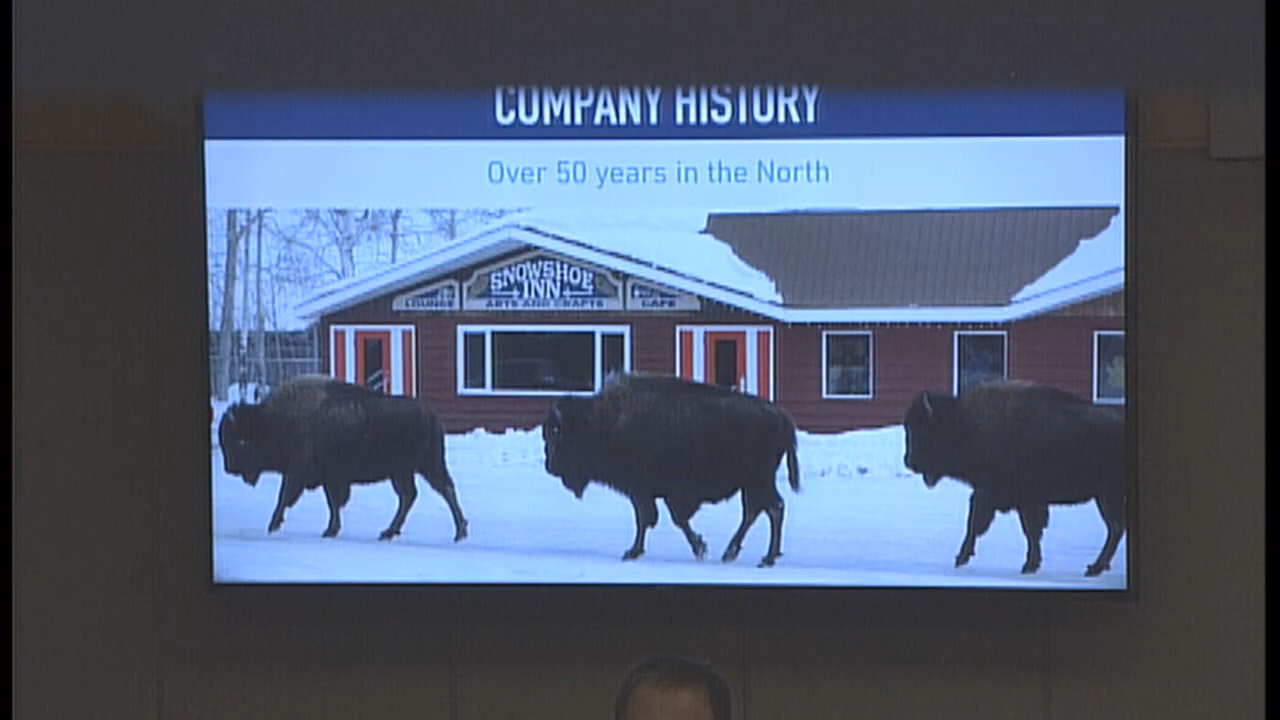 COMPANY HISTORY
Over 50 years in the North
SNOWSHOE
INN
LOUNGE
ARTS AND CRAFTS
CAFE